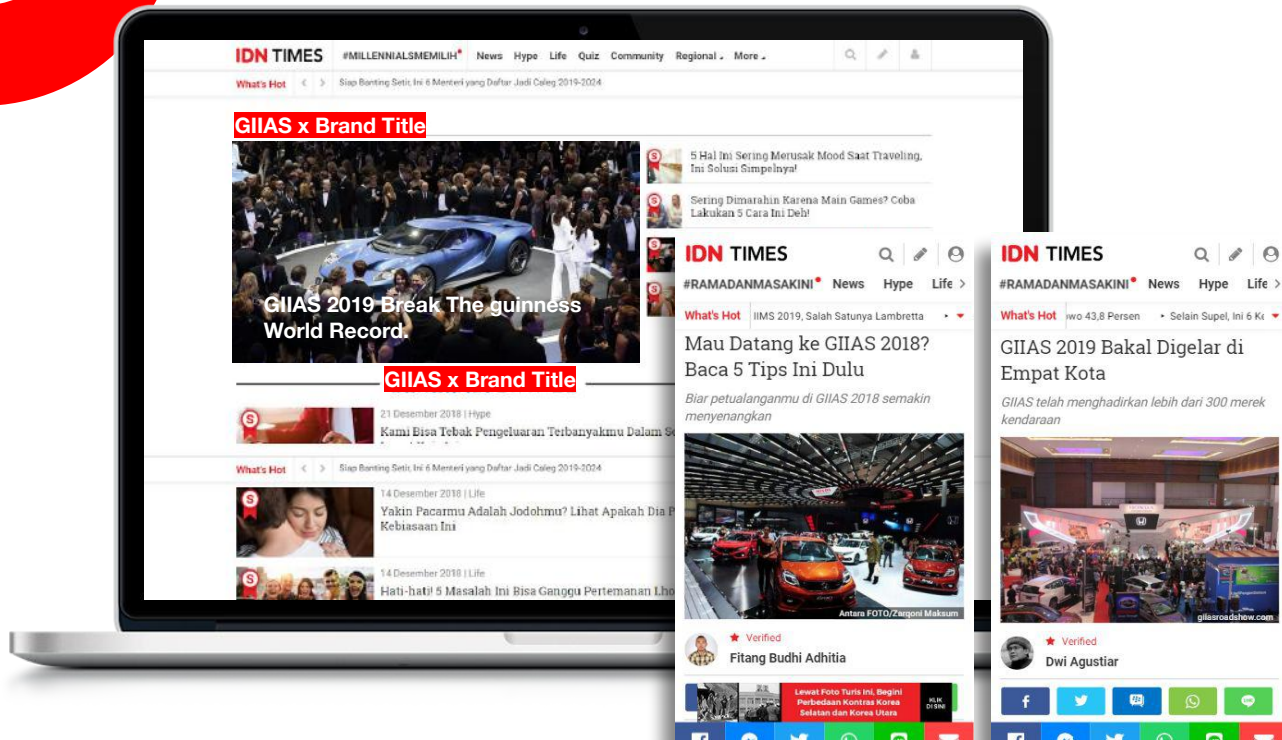 IDN TIMES
#MILLENNIALSMEMILIH News Hype Life Quiz Community Regional More
What's Hot Siap Banting Setir, Ini 6 Menteri yang Daftar Jadi Caleg 2019-2024
GIIAS x Brand Title
GIIAS 2019 Break The guinness
World Record.
5 Hal Ini Sering Merusak Mood Saat Traveling,
Ini Solusi Simpelnya!
Sering Dimarahin Karena Main Games? Coba
Lakukan 5 Cara Ini Deh!
GIIAS x Brand Title
21 Desember 2018 | Hype
Kami Bisa Tebak Pengeluaran Terbanyakmu Dalam
What's Hot Siap Banting Setir, Ini 6 Menteri yang Daftar Jadi Caleg 2019-2024
14 Desember 2018 | Life
Yakin Pacarmu Adalah Jodohmu? Lihat Apakah Dia
Kebiasaan Ini
14 Desember 2018 | Life
Hati-hati! 5 Masalah Ini Bisa Ganggu Pertemanan
IDN TIMES
#RAMADANMASAKINI News Hype Life
What's Hot IIMS 2019, Salah Satunya Lambretta
Mau Datang ke GIIAS 2018?
Baca 5 Tips Ini Dulu
Biar petualanganmu di GIIAS 2018 semakin
menyenangkan
Antara FOTO/Zarqoni Maksum
Verified
Fitang Budhi Adhitia
Lewat Foto Turis Ini, Begini
Perbedaan Kontras Korea
Selatan dan Korea Utara
KLIK
DI SINI
IDN TIMES
#RAMADANMASAKINI News Hype Life
What's Hot 43,8 Persen Selain Supel, Ini 6
GIIAS 2019 Bakal Digelar di
Empat Kota
GIIAS telah menghadirkan lebih dari 300 merek
kendaraan
giiasroadshow.com
Verified
Dwi Agustiar